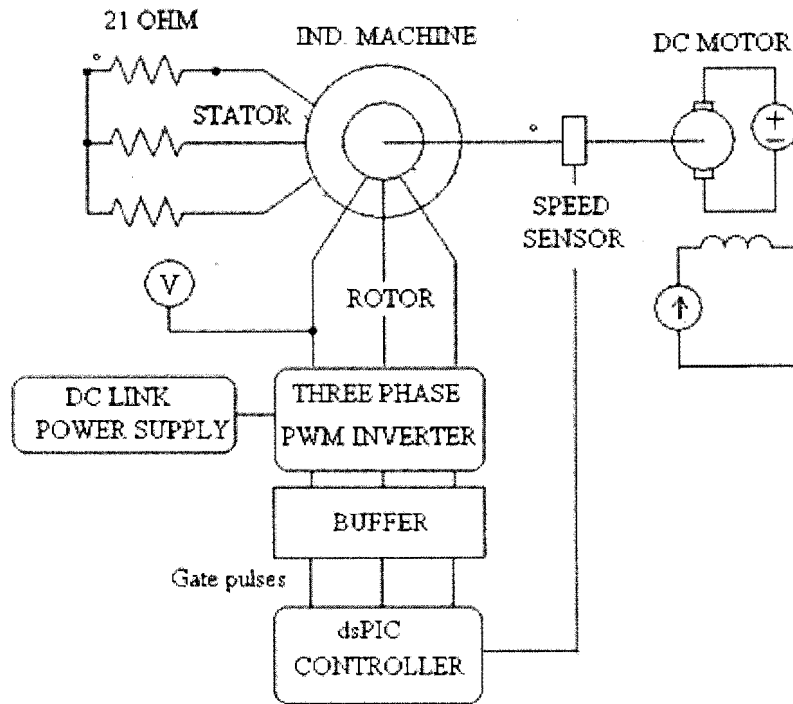 21 OHM
IND. MACHINE
DC MOTOR
STATOR
SPEED
SENSOR
V
ROTOR
DC LINK
POWER SUPPLY
THREE PHASE
PWM INVERTER
BUFFER
Gate pulses
dsPIC
CONTROLLER